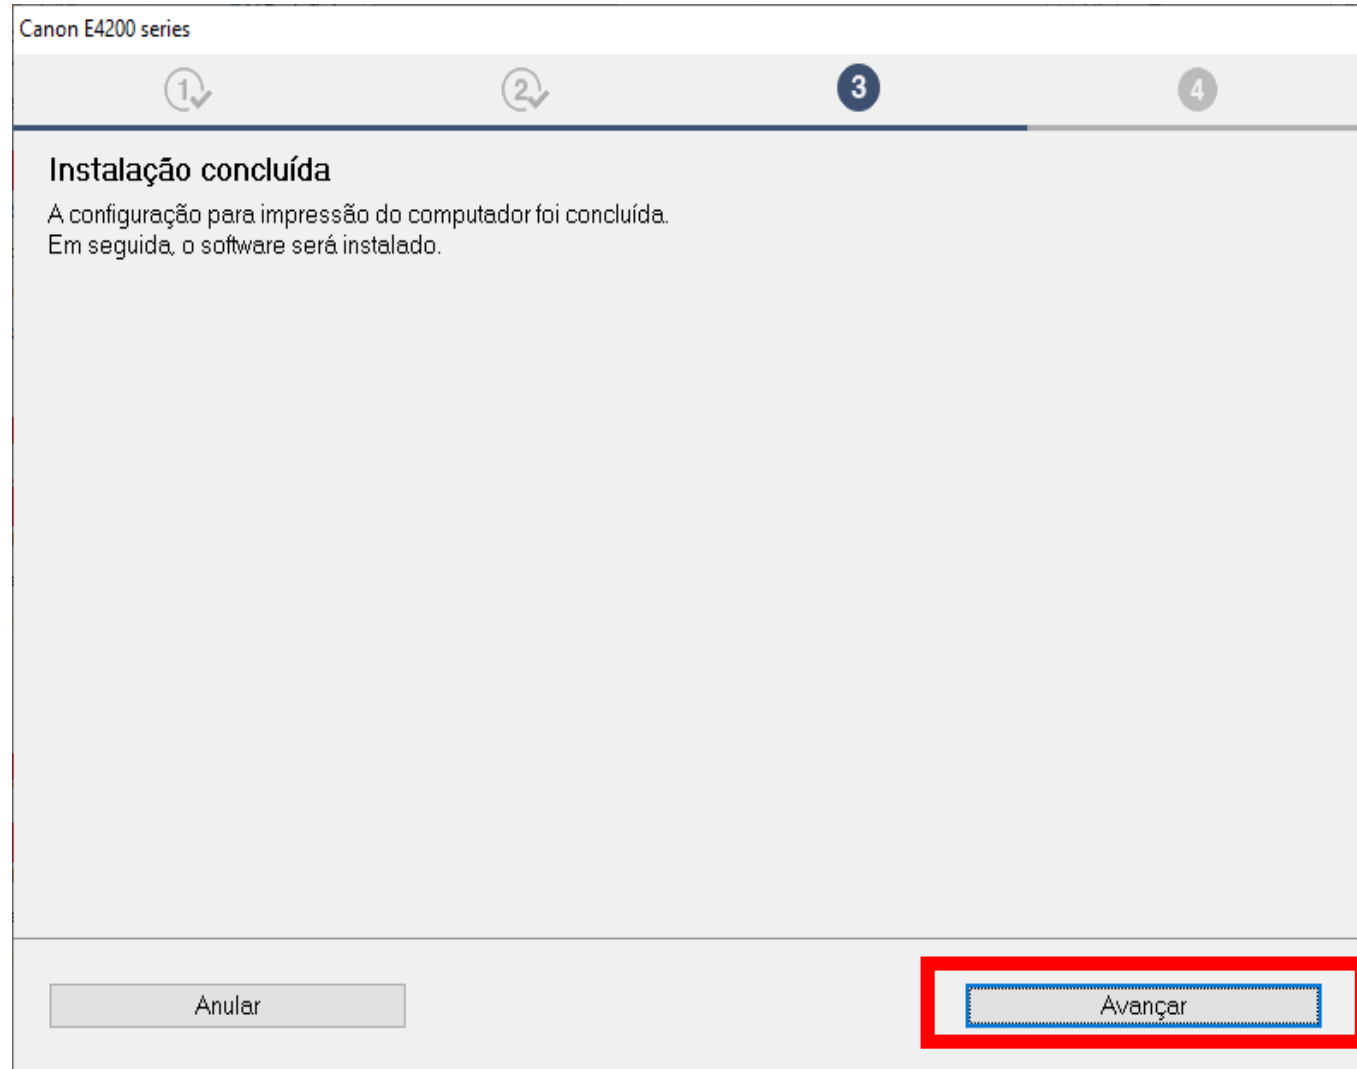 Canon E4200 series
1
2
3
4
Instalação concluída
A configuração para impressão do computador foi concluída.
Em seguida, o software será instalado.
Anular
Avançar